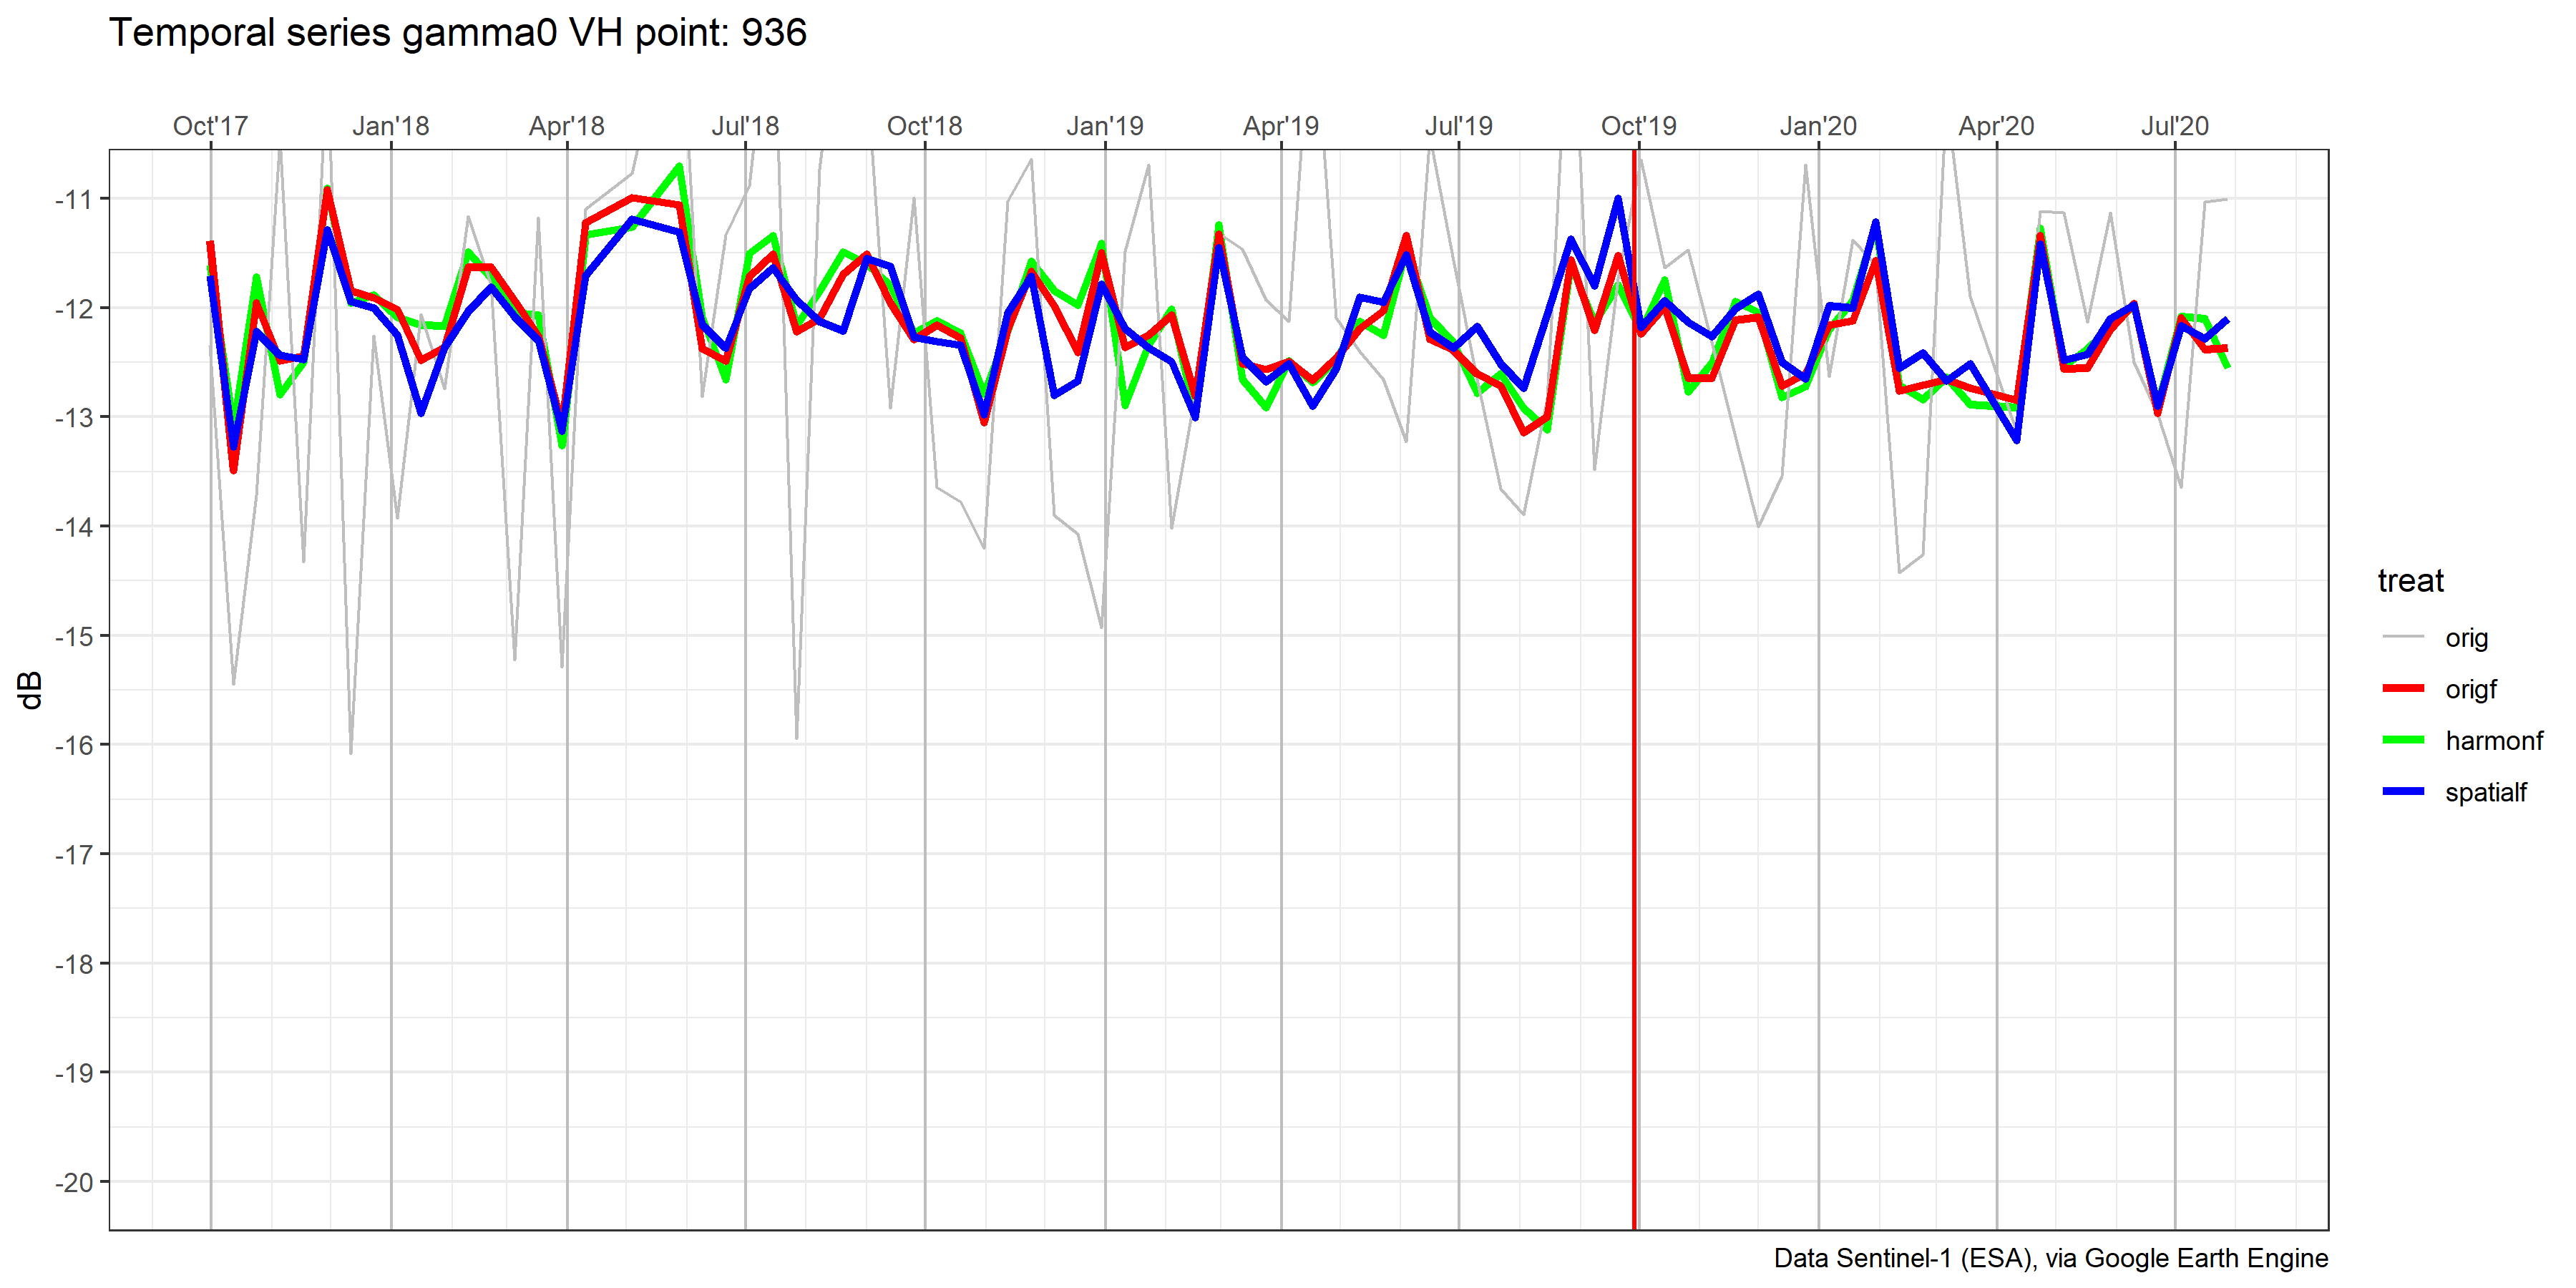 Temporal series gamma0 VH point: 936
Oct'17 Jan'18 Apr'18 Jul'18 Oct'18 Jan'19 Apr'19 Jul'19 Oct'19 Jan'20 Apr'20 Jul'20
-11
-12
-13
-14
-15
-16
-17
-18
-19
-20
dB
treat
orig
origf
harmonf
spatialf
Data Sentinel-1 (ESA), via Google Earth Engine